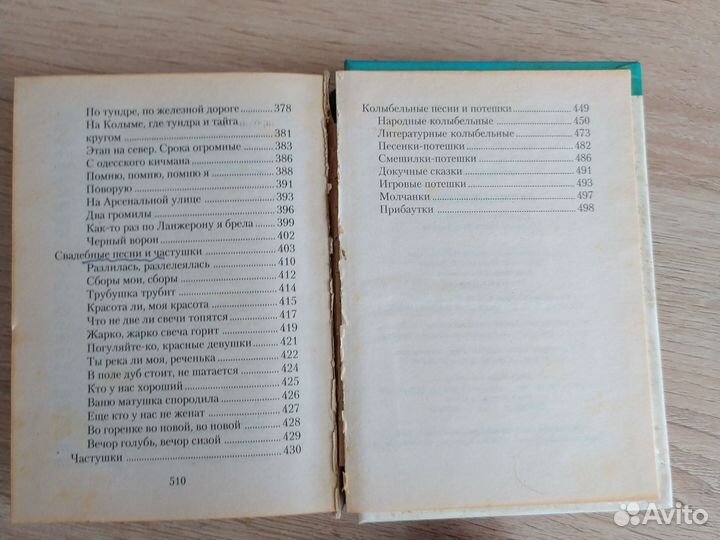 По тундре, по железной дороге ..............378
На Колыме, где тундра и тайга
кругом ..............381
Этап на север. Срока огромные ..............383
С одесского кичмана ..............386
Помню, помню, помню я ..............388
Поворую ..............391
На Арсенальной улице ..............393
Два громилы ..............396
Как-то раз по Ланжерону я брела ..............399
Черный ворон ..............402
Свадебные песни и частушки ..............403
Разлилась, разлелеялась ..............410
Сборы мои, сборы ..............412
Трубушка трубит ..............414
Красота ли, моя красота ..............415
Что не две ли свечи топятся ..............417
Жарко, жарко свеча горит ..............419
Погуляйте-ко, красные девушки ..............421
Ты река ли моя, реченька ..............422
В поле дуб стоит, не шатается ..............424
Кто у нас хороший ..............425
Ваню матушка спородила ..............426
Еще кто у нас не женат ..............427
Во горенке во новой, во новой ..............428
Вечор голубь, вечор сизой ..............429
Частушки ..............430
510
Колыбельные песни и потешки ..............449
Народные колыбельные ..............450
Литературные колыбельные ..............473
Песенки-потешки ..............482
Смешилки-потешки ..............486
Докучные сказки ..............491
Игровые потешки ..............493
Молчанки ..............497
Прибаутки ..............498
Avito